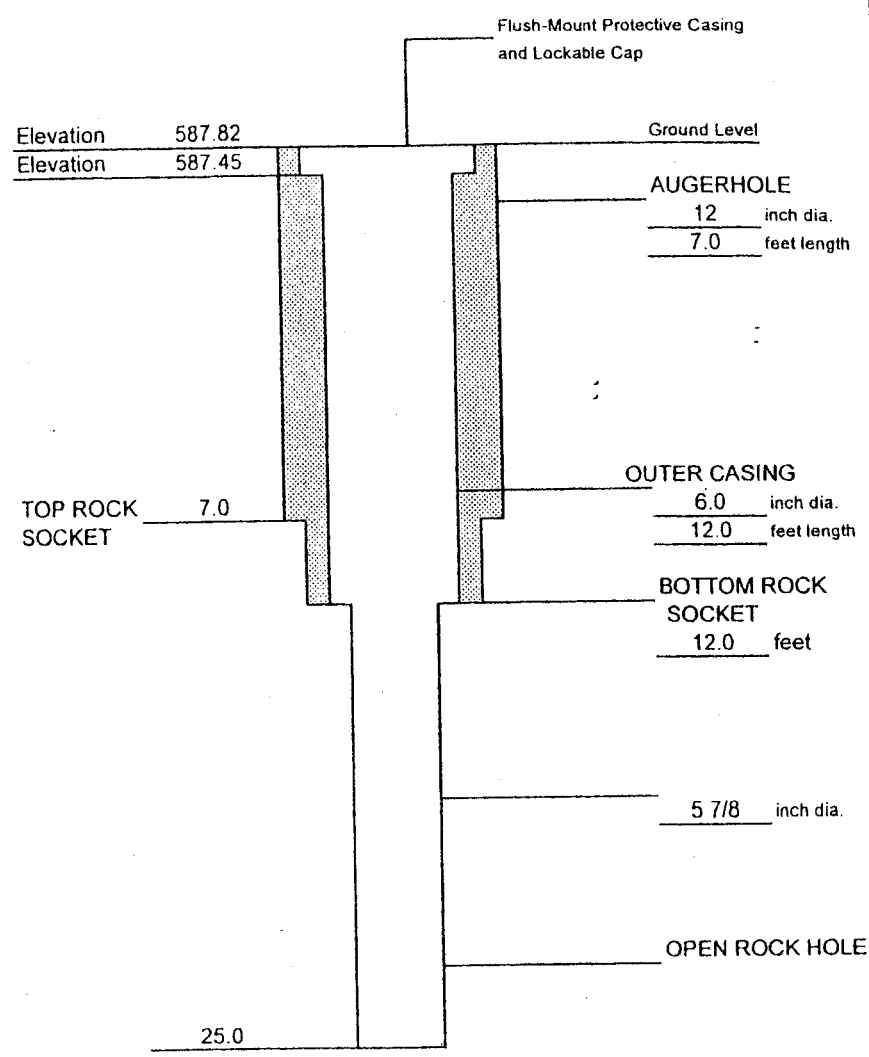 Flush-Mount Protective Casing
and Lockable Cap
Elevation 587.82
Ground Level
Elevation 587.45
AUGERHOLE
12 inch dia.
7.0 feet length
OUTER CASING
6.0 inch dia.
12.0 feet length
TOP ROCK 7.0
SOCKET
BOTTOM ROCK
SOCKET
12.0 feet
5 7/8 inch dia.
OPEN ROCK HOLE
25.0